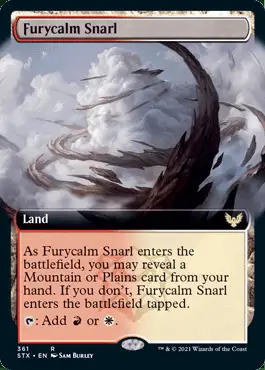 Furycalm Snarl
Land
As Furycalm Snarl enters the
battlefield, you may reveal a
Mountain or Plains card from your
hand. If you don't, Furycalm Snarl
enters the battlefield tapped.
: Add or .
361 R
STX • EN SAM BURLEY
™ & © 2021 Wizards of the Coast